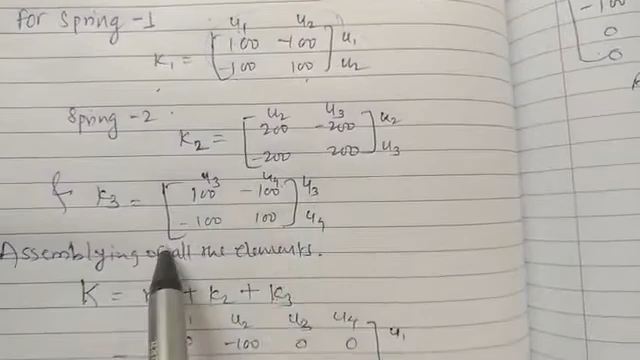 for Spring - 1
u1 u2
K1 = [ 100 -100 ] u1
[ -100 100 ] u2
Spring - 2
u2 u3
K2 = [ 200 -200 ] u2
[ -200 200 ] u3
u3 u4
& K3 = [ 100 -100 ] u3
[ -100 100 ] u4
Assemblying of all the elements.
K = + K2 + K3
u2 u3 u4
-100 0 0 u1
-100
0
0